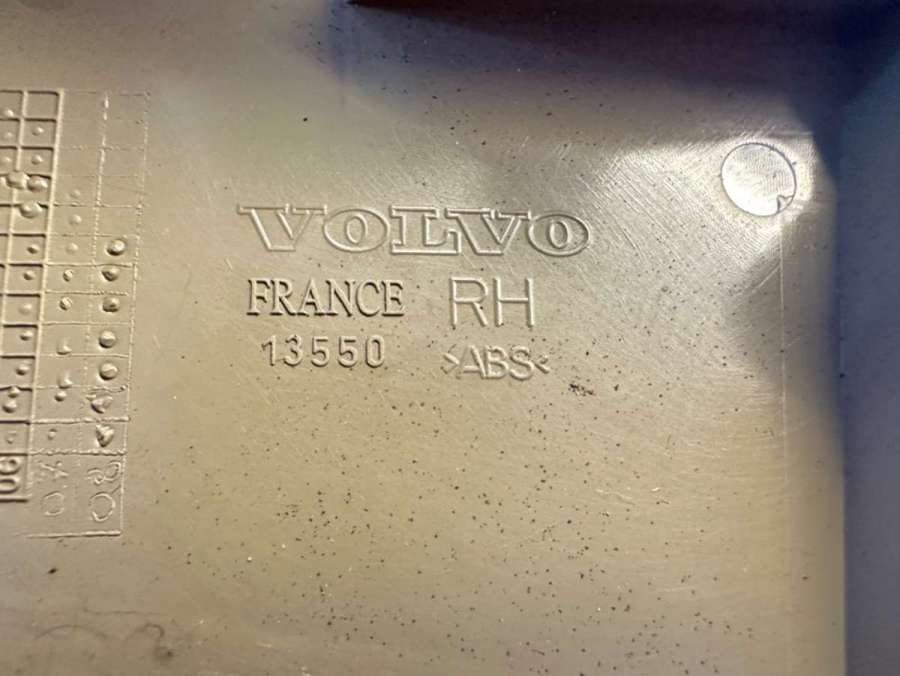 VOLVO
FRANCE RH
13550 >ABS<